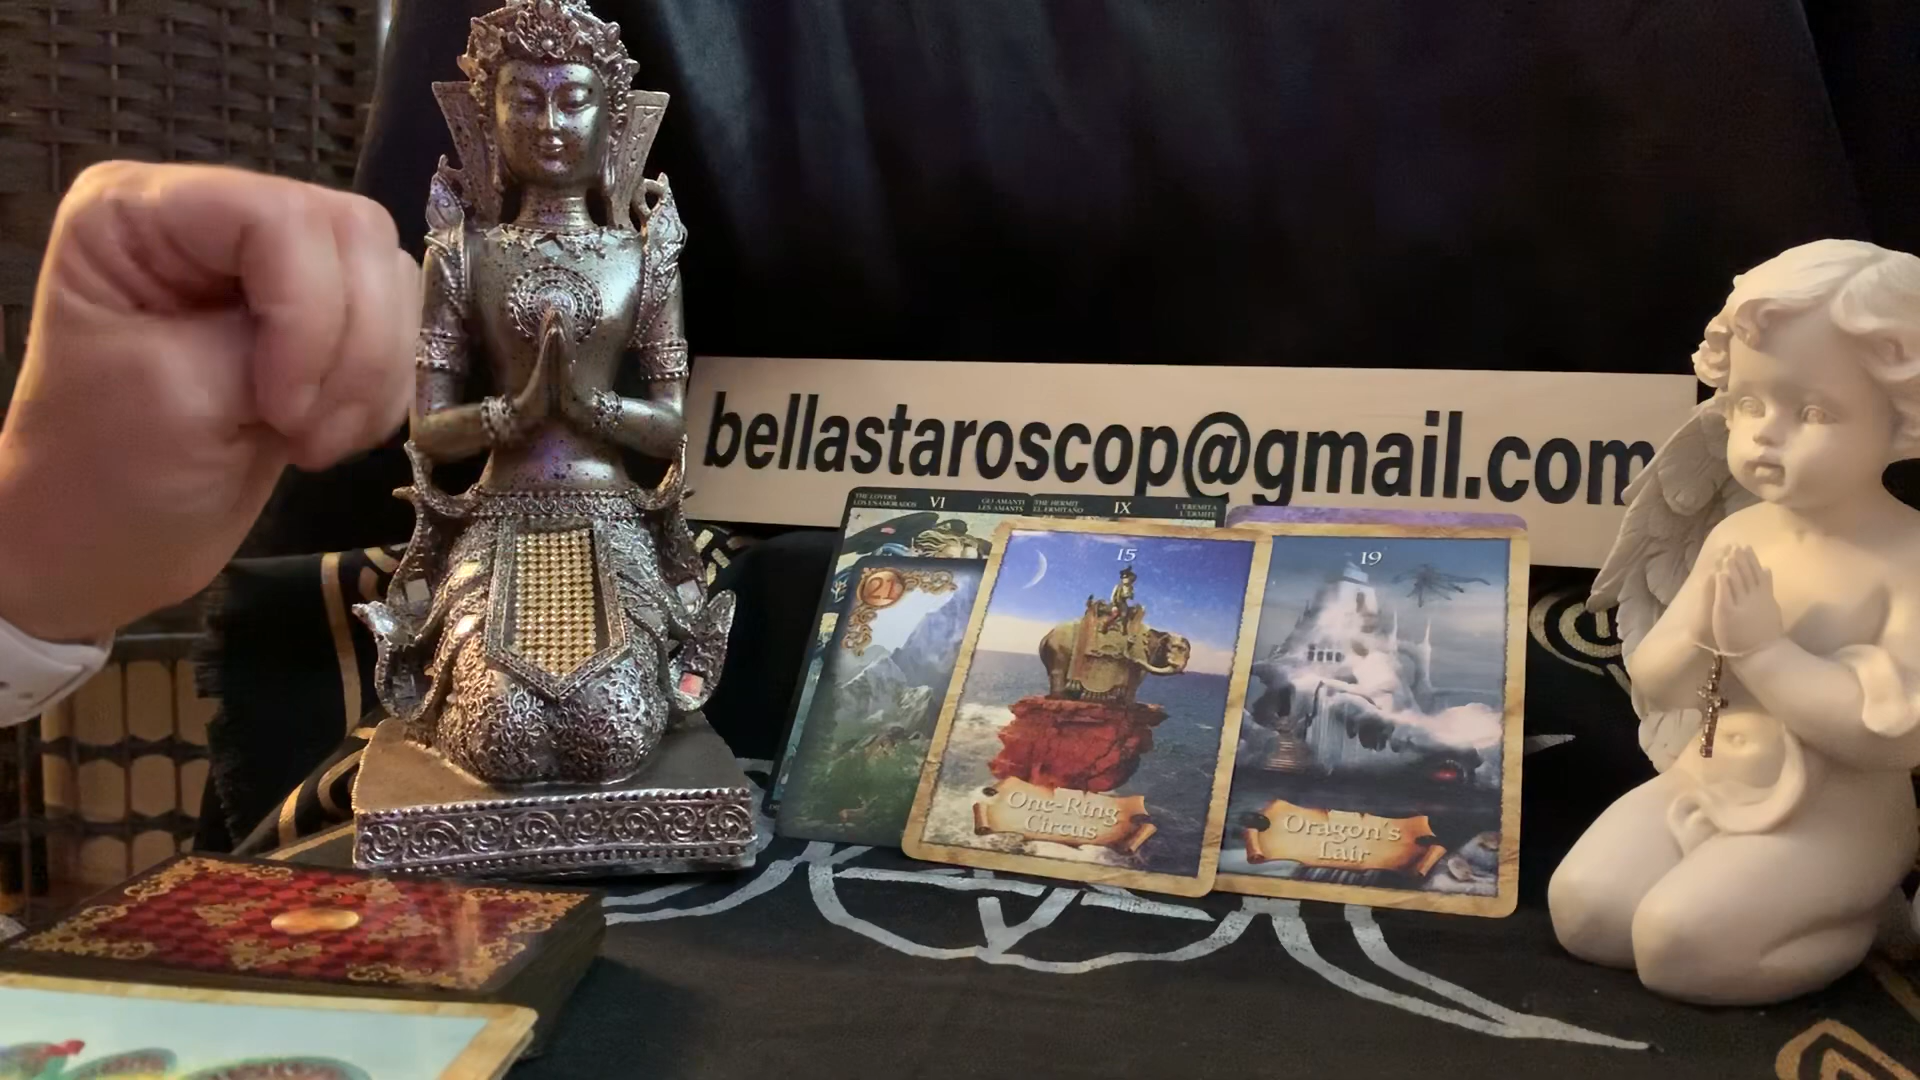 bellastaroscop@gmail.com
THE LOVERS
LOS ENAMORADOS
VI
GLI AMANTI
LES AMANTS
THE HERMIT
EL ERMITAÑO
IX
L'EREMITA
L'ERMITE
21
15
One-Ring
Circus
19
Dragon's
Lair